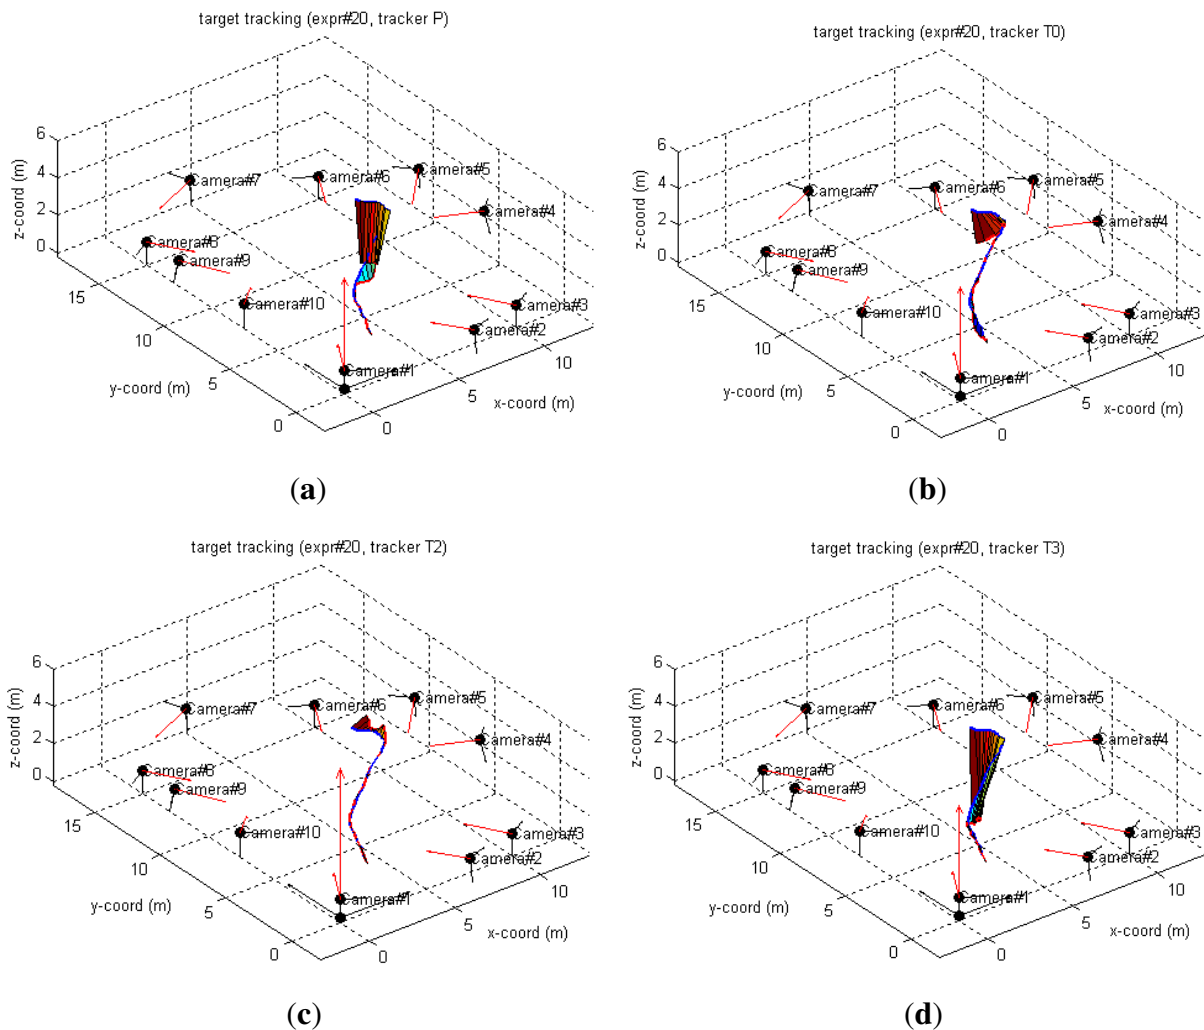 target tracking (expr#20, tracker P)
6
4
2
0
z-coord (m)
Camera#7
Camera#6
Camera#5
Camera#4
Camera#8
Camera#9
Camera#10
Camera#3
Camera#2
Camera#1
15
10
5
0
y-coord (m)
0
5
10
x-coord (m)
(a)
target tracking (expr#20, tracker T0)
6
4
2
0
z-coord (m)
Camera#7
Camera#6
Camera#5
Camera#4
Camera#8
Camera#9
Camera#10
Camera#3
Camera#2
Camera#1
15
10
5
0
y-coord (m)
0
5
10
x-coord (m)
(b)
target tracking (expr#20, tracker T2)
6
4
2
0
z-coord (m)
Camera#7
Camera#6
Camera#5
Camera#4
Camera#8
Camera#9
Camera#10
Camera#3
Camera#2
Camera#1
15
10
5
0
y-coord (m)
0
5
10
x-coord (m)
(c)
target tracking (expr#20, tracker T3)
6
4
2
0
z-coord (m)
Camera#7
Camera#6
Camera#5
Camera#4
Camera#8
Camera#9
Camera#10
Camera#3
Camera#2
Camera#1
15
10
5
0
y-coord (m)
0
5
10
x-coord (m)
(d)